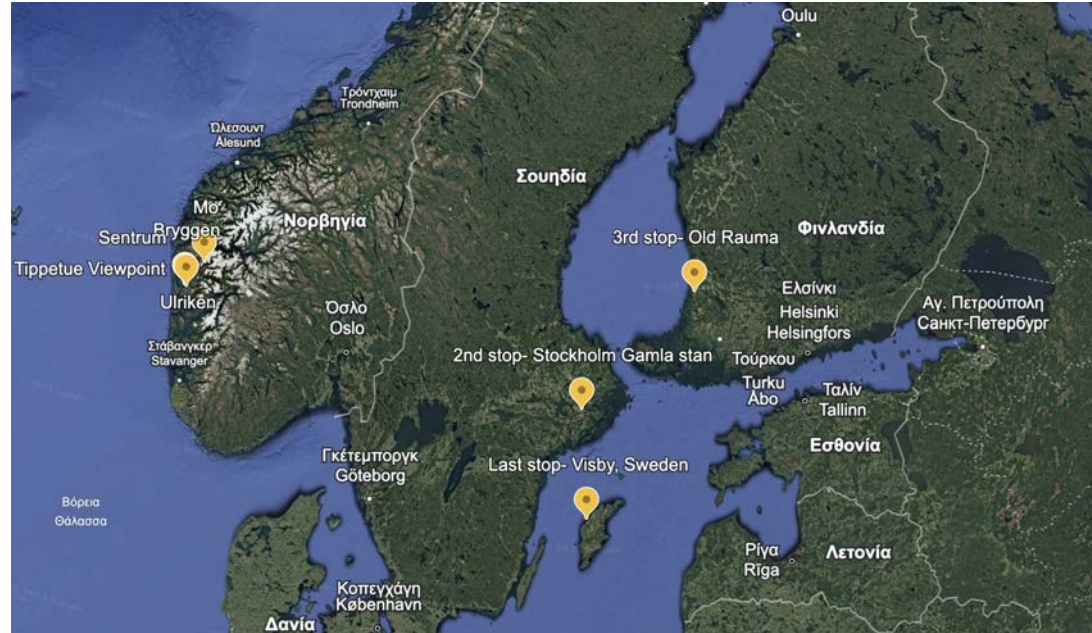 Oulu
Τρόντχαιμ
Trondheim
Ώλεσουντ
Ålesund
Σουηδία
Mo
Νορβηγία
Bryggen
Sentrum
Φινλανδία
3rd stop- Old Rauma
Tippetue Viewpoint
Ulriken
Ελσίνκι
Helsinki
Helsingfors
Αγ. Πετρούπολη
Санкт-Петербург
Όσλο
Oslo
Στάβανγκερ
Stavanger
2nd stop- Stockholm Gamla stan
Τούρκου
Turku
Åbo
Ταλίν
Tallinn
Εσθονία
Γκέτεμποργκ
Göteborg
Last stop- Visby, Sweden
Βόρεια
Θάλασσα
Ρίγα
Rīga
Λετονία
Κοπεγχάγη
København
Δανία